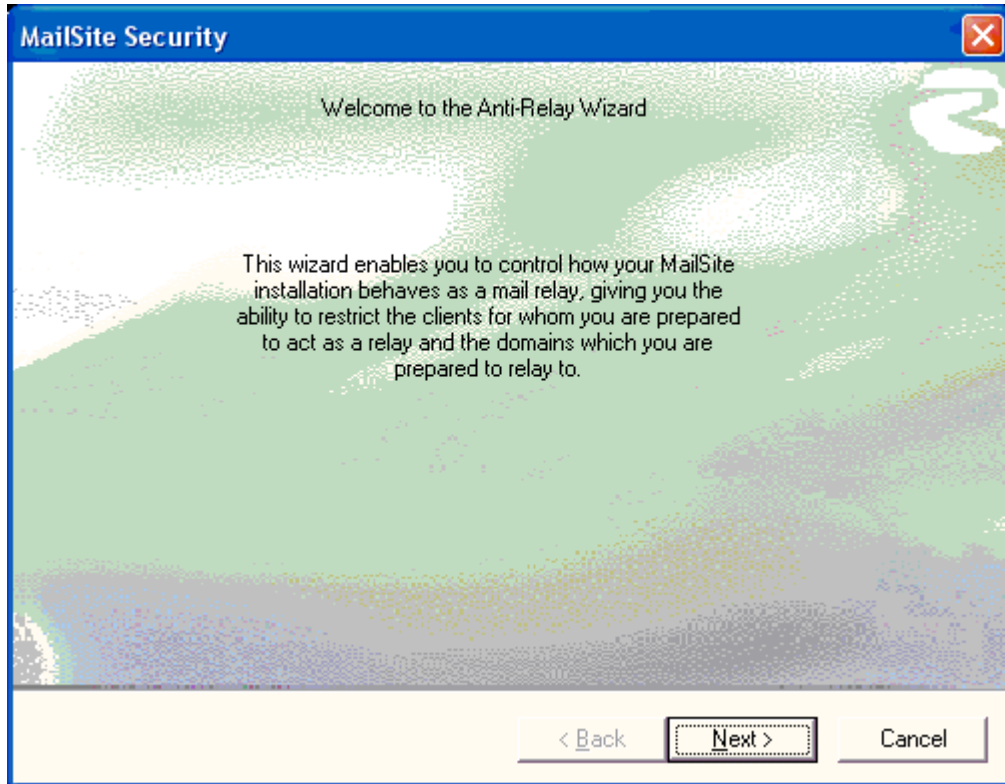 MailSite Security
Welcome to the Anti-Relay Wizard
This wizard enables you to control how your MailSite
installation behaves as a mail relay, giving you the
ability to restrict the clients for whom you are prepared
to act as a relay and the domains which you are
prepared to relay to.
< Back Next > Cancel